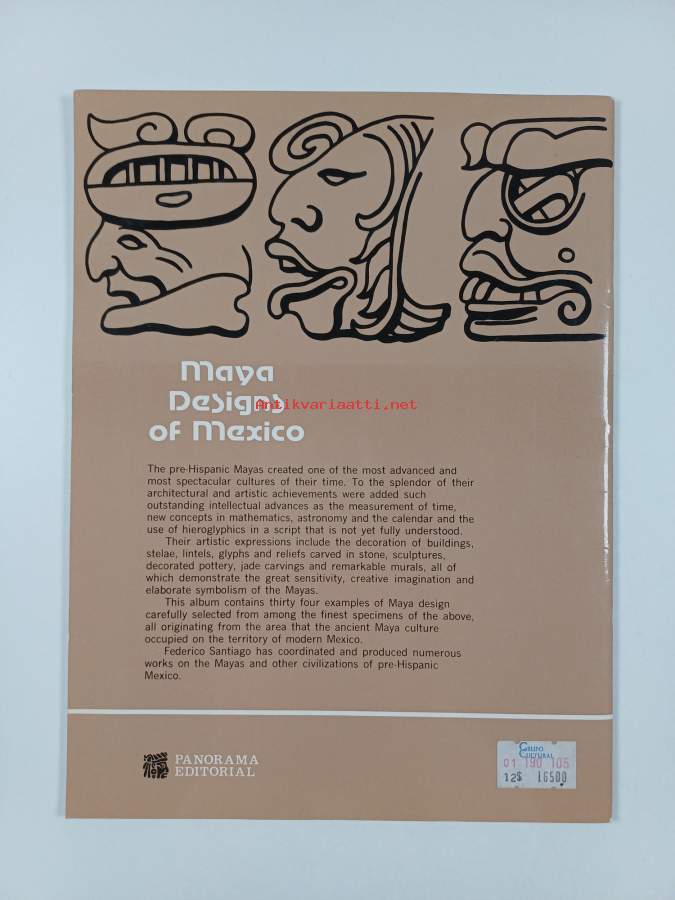 Maya
Designs
of Mexico
Antikvariaatti.net
The pre-Hispanic Mayas created one of the most advanced and
most spectacular cultures of their time. To the splendor of their
architectural and artistic achievements were added such
outstanding intellectual advances as the measurement of time,
new concepts in mathematics, astronomy and the calendar and the
use of hieroglyphics in a script that is not yet fully understood.
Their artistic expressions include the decoration of buildings,
stelae, lintels, glyphs and reliefs carved in stone, sculptures,
decorated pottery, jade carvings and remarkable murals, all of
which demonstrate the great sensitivity, creative imagination and
elaborate symbolism of the Mayas.
This album contains thirty four examples of Maya design
carefully selected from among the finest specimens of the above,
all originating from the area that the ancient Maya culture
occupied on the territory of modern Mexico.
Federico Santiago has coordinated and produced numerous
works on the Mayas and other civilizations of pre-Hispanic
Mexico.
PANORAMA
EDITORIAL
Grupo
Cultural
01 190 105
12$ 16500